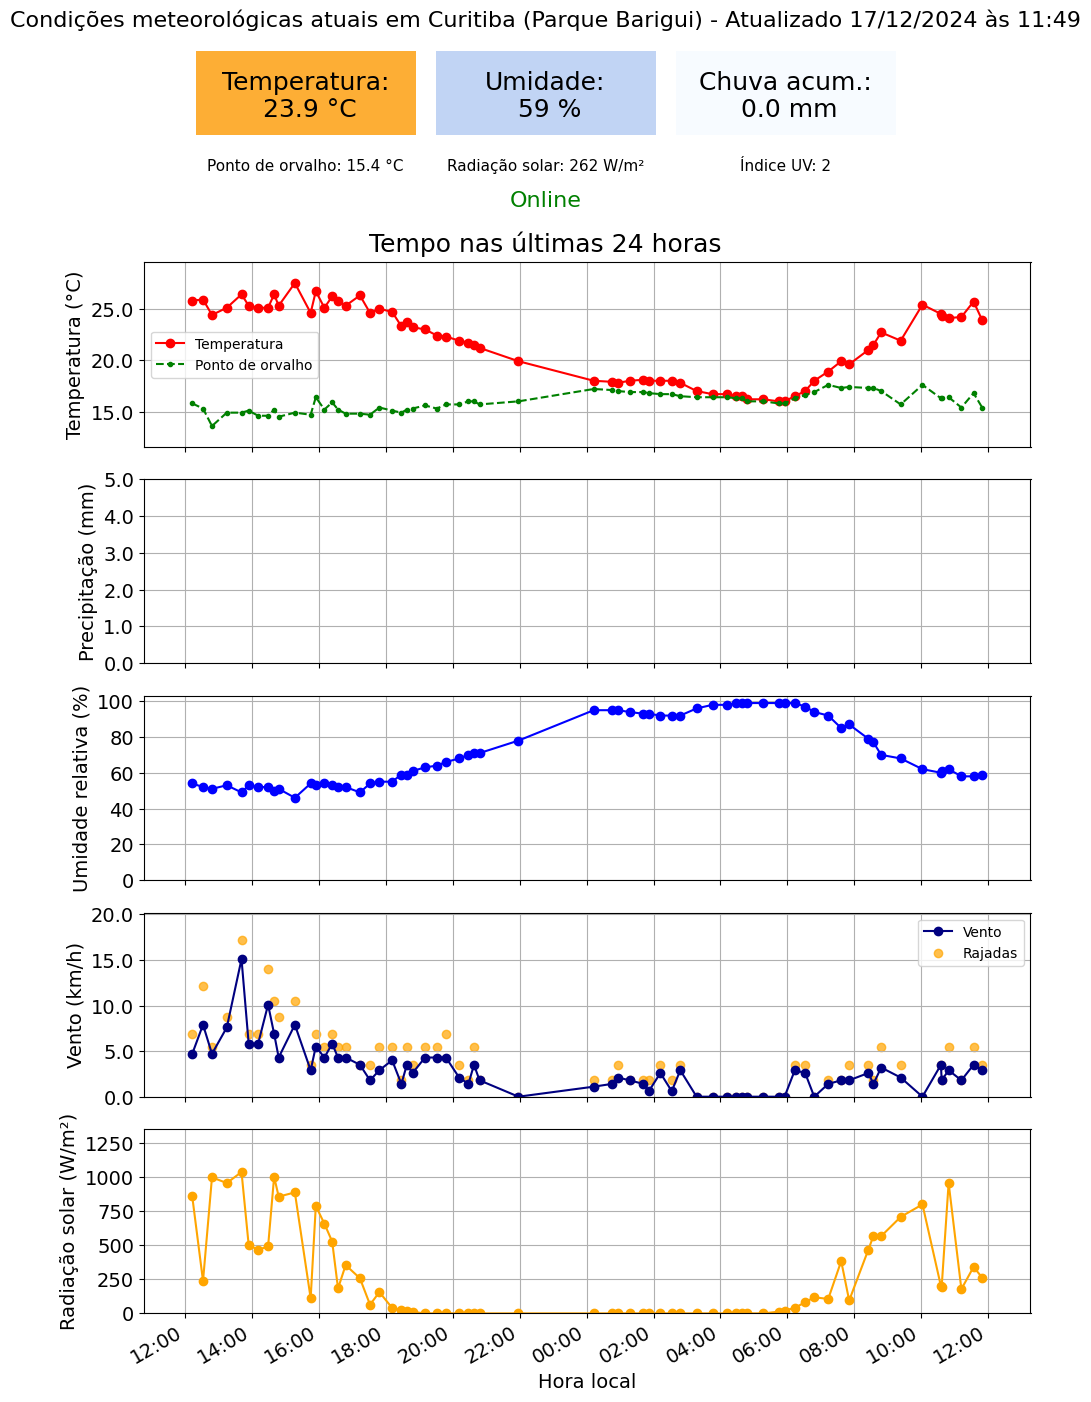 Condições meteorológicas atuais em Curitiba (Parque Barigui) - Atualizado 17/12/2024 às 11:49
Temperatura:
23.9 °C
Umidade:
59 %
Chuva acum.:
0.0 mm
Ponto de orvalho: 15.4 °C
Radiação solar: 262 W/m²
Índice UV: 2
Online
Tempo nas últimas 24 horas
Temperatura (°C)
25.0
20.0
15.0
Temperatura
Ponto de orvalho
Precipitação (mm)
5.0
4.0
3.0
2.0
1.0
0.0
Umidade relativa (%)
100
80
60
40
20
0
Vento (km/h)
20.0
15.0
10.0
5.0
0.0
Vento
Rajadas
Radiação solar (W/m²)
1250
1000
750
500
250
0
12:00
14:00
16:00
18:00
20:00
22:00
00:00
02:00
04:00
06:00
08:00
10:00
12:00
Hora local